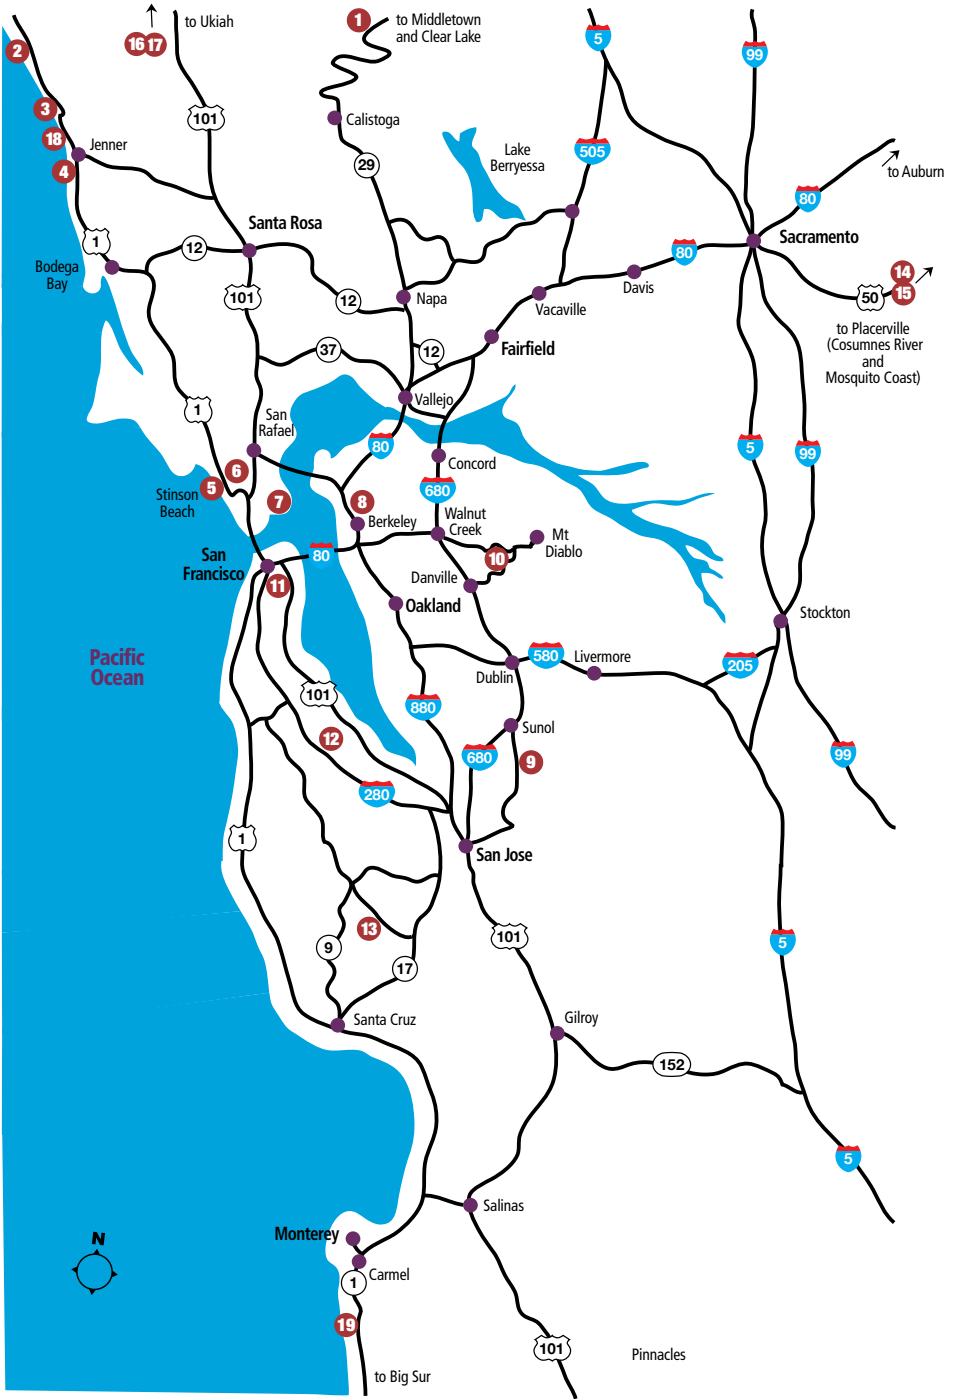 to Ukiah
1
to Middletown
and Clear Lake
2
16 17
5
99
3
101
Calistoga
18
Jenner
4
29
Lake
Berryessa
505
to Auburn
80
1
12
Santa Rosa
Sacramento
80
Bodega
Bay
14
15
50
101
12
Napa
Davis
Vacaville
to Placerville
(Cosumnes River
and
Mosquito Coast)
37
12
Fairfield
1
San
Rafael
Vallejo
80
5
99
Concord
6
680
5
Stinson
Beach
7
8
Berkeley
Walnut
Creek
Mt
Diablo
San
Francisco
80
10
11
Danville
Oakland
Stockton
Pacific
Ocean
580
Dublin
Livermore
205
101
880
12
Sunol
680
9
99
280
1
San Jose
13
9
17
101
5
Santa Cruz
Gilroy
152
5
Salinas
Monterey
N
Carmel
1
19
101
Pinnacles
to Big Sur